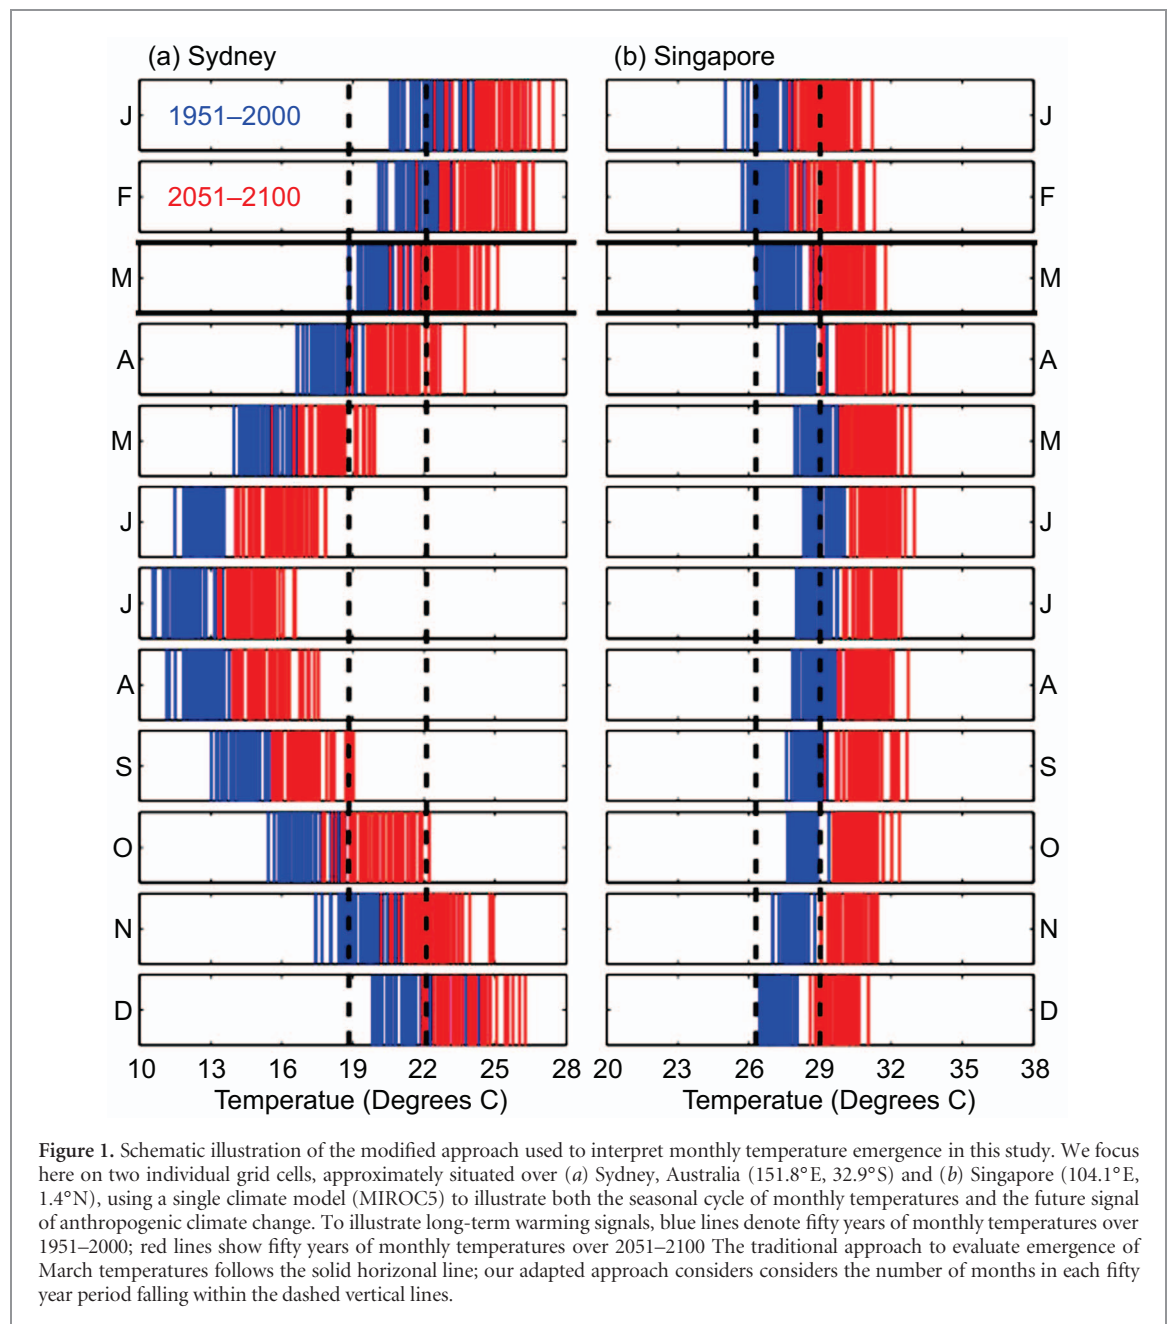 (a) Sydney
(b) Singapore
J 1951–2000 J
F 2051–2100 F
M M
A A
M M
J J
J J
A A
S S
O O
N N
D D
10 13 16 19 22 25 28 20 23 26 29 32 35 38
Temperatue (Degrees C) Temperatue (Degrees C)
Figure 1. Schematic illustration of the modified approach used to interpret monthly temperature emergence in this study. We focus
here on two individual grid cells, approximately situated over (a) Sydney, Australia (151.8°E, 32.9°S) and (b) Singapore (104.1°E,
1.4°N), using a single climate model (MIROC5) to illustrate both the seasonal cycle of monthly temperatures and the future signal
of anthropogenic climate change. To illustrate long-term warming signals, blue lines denote fifty years of monthly temperatures over
1951–2000; red lines show fifty years of monthly temperatures over 2051–2100 The traditional approach to evaluate emergence of
March temperatures follows the solid horizonal line; our adapted approach considers considers the number of months in each fifty
year period falling within the dashed vertical lines.